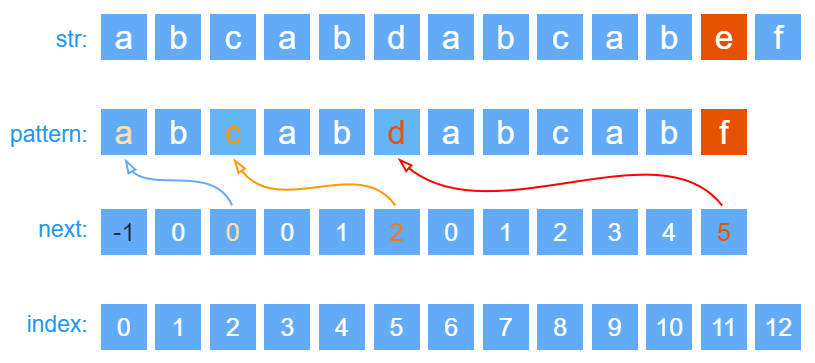 str: a b c a b d a b c a b e f
pattern: a b c a b d a b c a b f
next: -1 0 0 0 1 2 0 1 2 3 4 5
index: 0 1 2 3 4 5 6 7 8 9 10 11 12